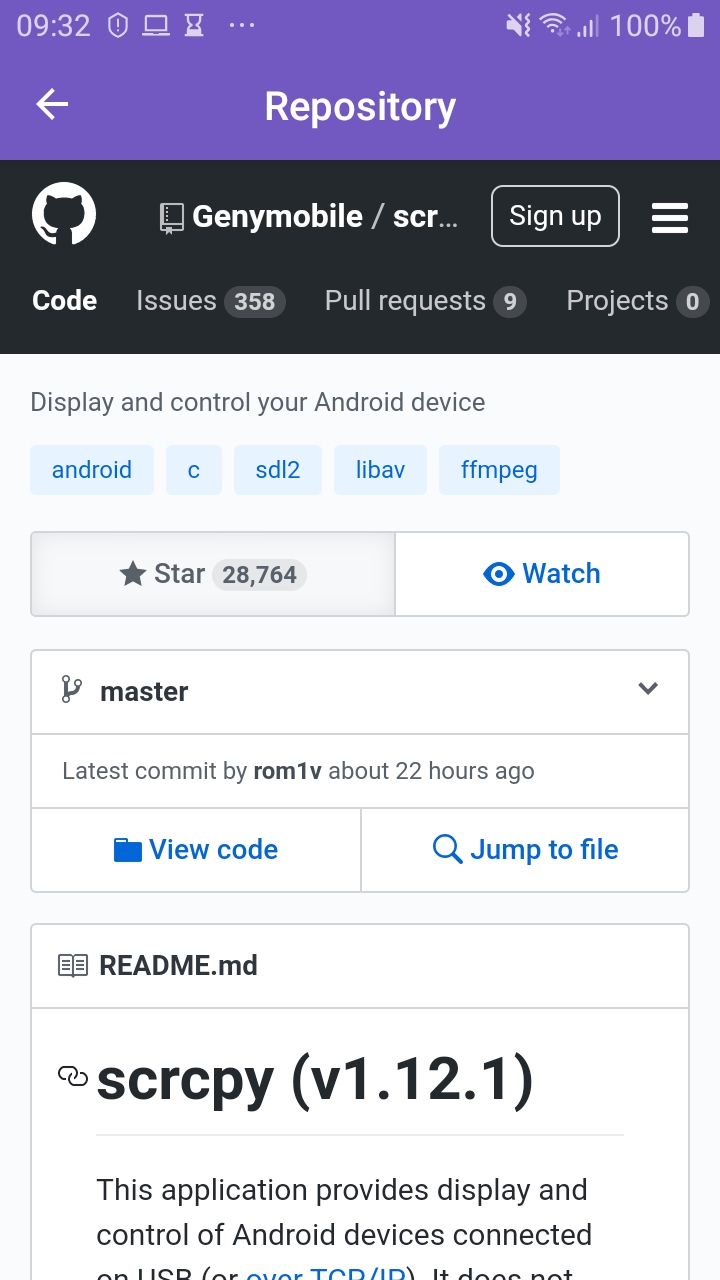 09:32 ... 100%
Repository
Genymobile / scr... Sign up
Code Issues 358 Pull requests 9 Projects 0
Display and control your Android device
android c sdl2 libav ffmpeg
Star 28,764 Watch
master
Latest commit by rom1v about 22 hours ago
View code Jump to file
README.md
scrcpy (v1.12.1)
This application provides display and
control of Android devices connected
on USB (or over TCP/IP). It does not